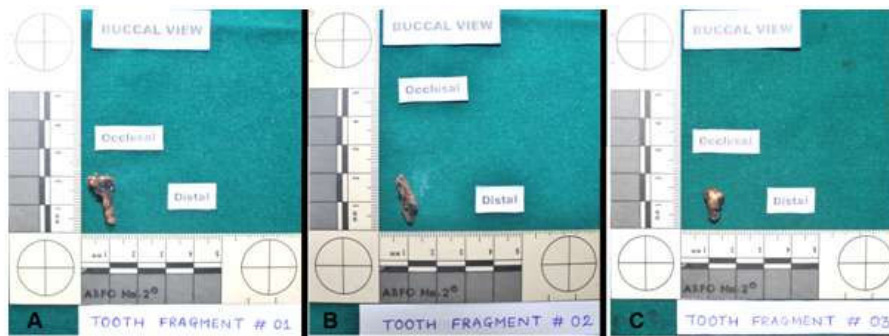 BUCCAL VIEW
Occlusal
Distal
A
ABFO No. 2®
TOOTH FRAGMENT # 01
BUCCAL VIEW
Occlusal
Distal
B
ABFO No. 2®
TOOTH FRAGMENT # 02
BUCCAL VIEW
Occlusal
Distal
C
ABFO No. 2®
TOOTH FRAGMENT # 03